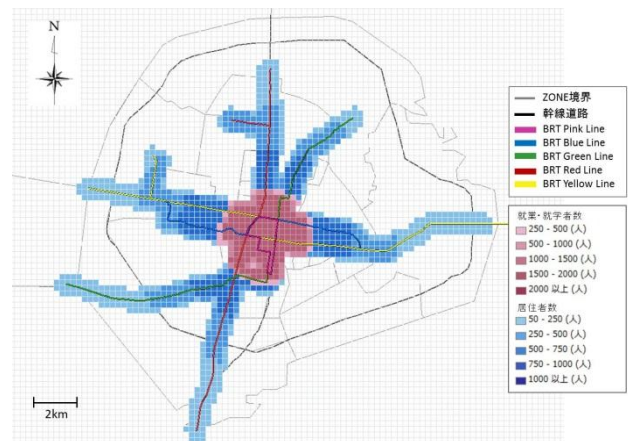 N
2km
ZONE境界
幹線道路
BRT Pink Line
BRT Blue Line
BRT Green Line
BRT Red Line
BRT Yellow Line
就業・就学者数
250 - 500 (人)
500 - 1000 (人)
1000 - 1500 (人)
1500 - 2000 (人)
2000 以上 (人)
居住者数
50 - 250 (人)
250 - 500 (人)
500 - 750 (人)
750 - 1000 (人)
1000 以上 (人)